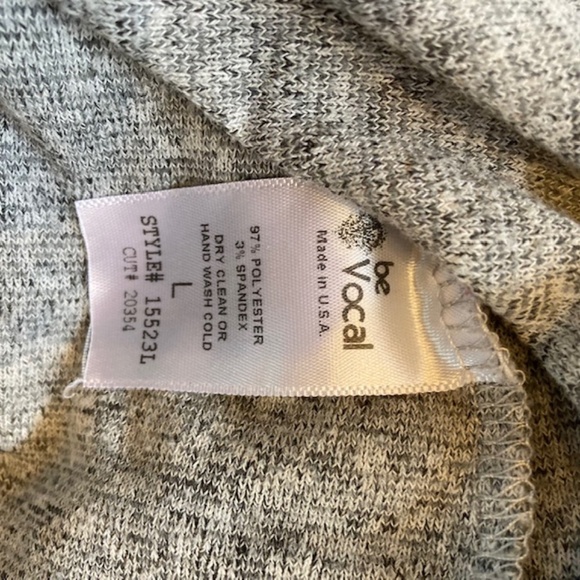 be
Vocal
Made in U.S.A.
97% POLYESTER
3% SPANDEX
DRY CLEAN OR
HAND WASH COLD
L
STYLE# 15523L
CUT# 20354